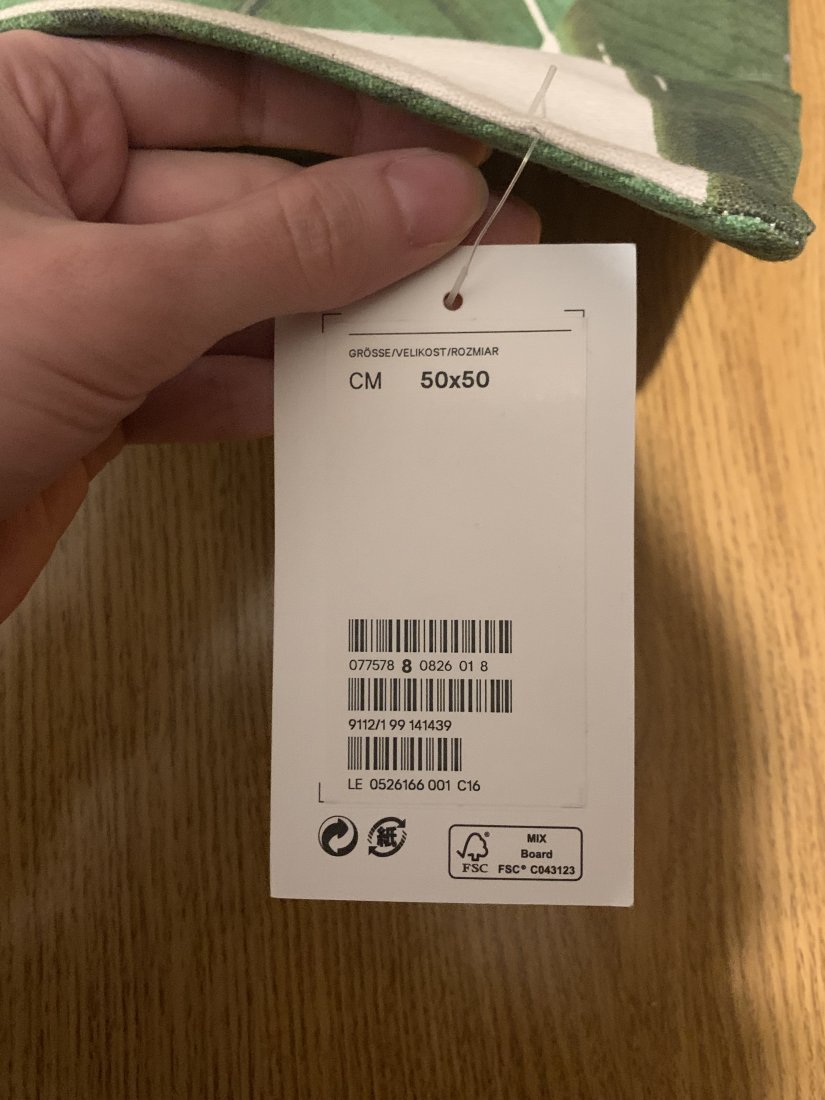 GRÖSSE/VELIKOST/ROZMIAR
CM 50x50
077578 8 0826 01 8
9112/1 99 141439
LE 0526166 001 C16
紙
FSC®
MIX
Board
FSC® C043123